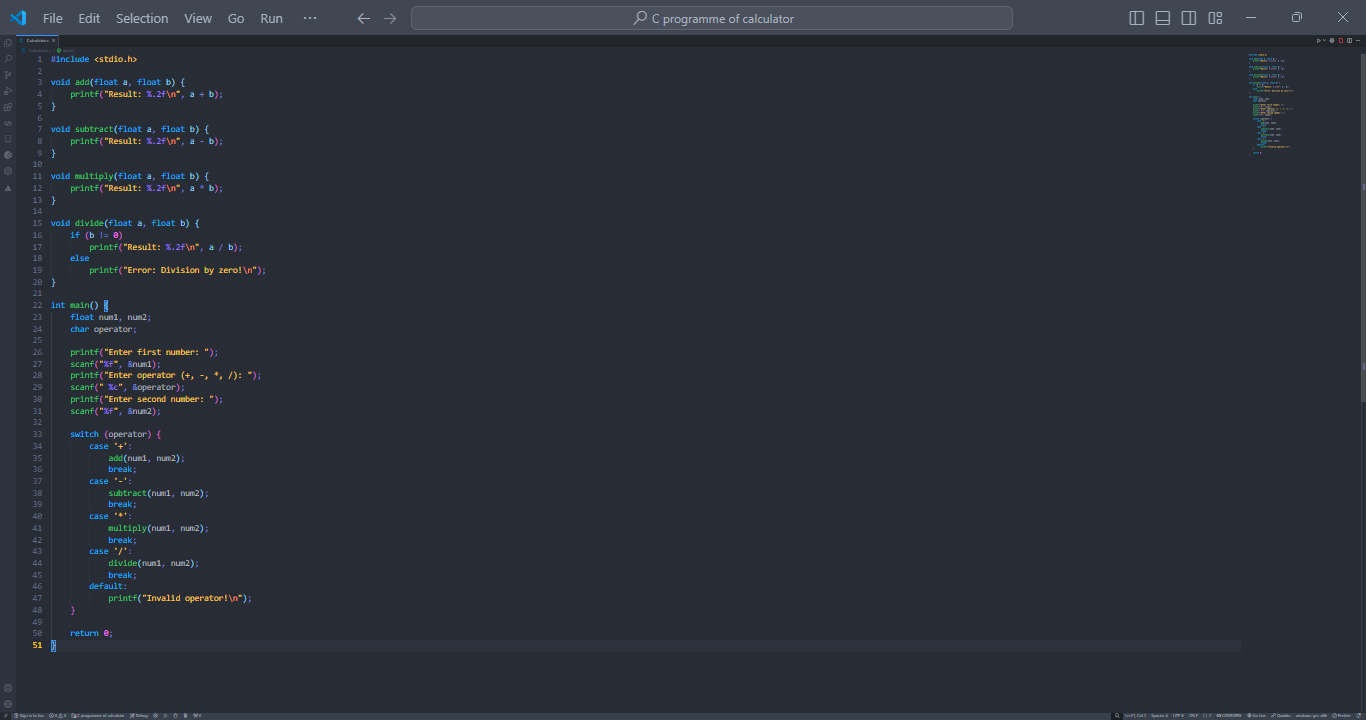 File Edit Selection View Go Run ···
C programme of calculator
Calculator.c
1 #include <stdio.h>
2
3 void add(float a, float b) {
4     printf("Result: %.2f\n", a + b);
5 }
6
7 void subtract(float a, float b) {
8     printf("Result: %.2f\n", a - b);
9 }
10
11 void multiply(float a, float b) {
12     printf("Result: %.2f\n", a * b);
13 }
14
15 void divide(float a, float b) {
16     if (b != 0)
17         printf("Result: %.2f\n", a / b);
18     else
19         printf("Error: Division by zero!\n");
20 }
21
22 int main() {
23     float num1, num2;
24     char operator;
25
26     printf("Enter first number: ");
27     scanf("%f", &num1);
28     printf("Enter operator (+, -, *, /): ");
29     scanf(" %c", &operator);
30     printf("Enter second number: ");
31     scanf("%f", &num2);
32
33     switch (operator) {
34         case '+':
35             add(num1, num2);
36             break;
37         case '-':
38             subtract(num1, num2);
39             break;
40         case '*':
41             multiply(num1, num2);
42             break;
43         case '/':
44             divide(num1, num2);
45             break;
46         default:
47             printf("Invalid operator!\n");
48     }
49
50     return 0;
51 }
C programme of calculator Debug